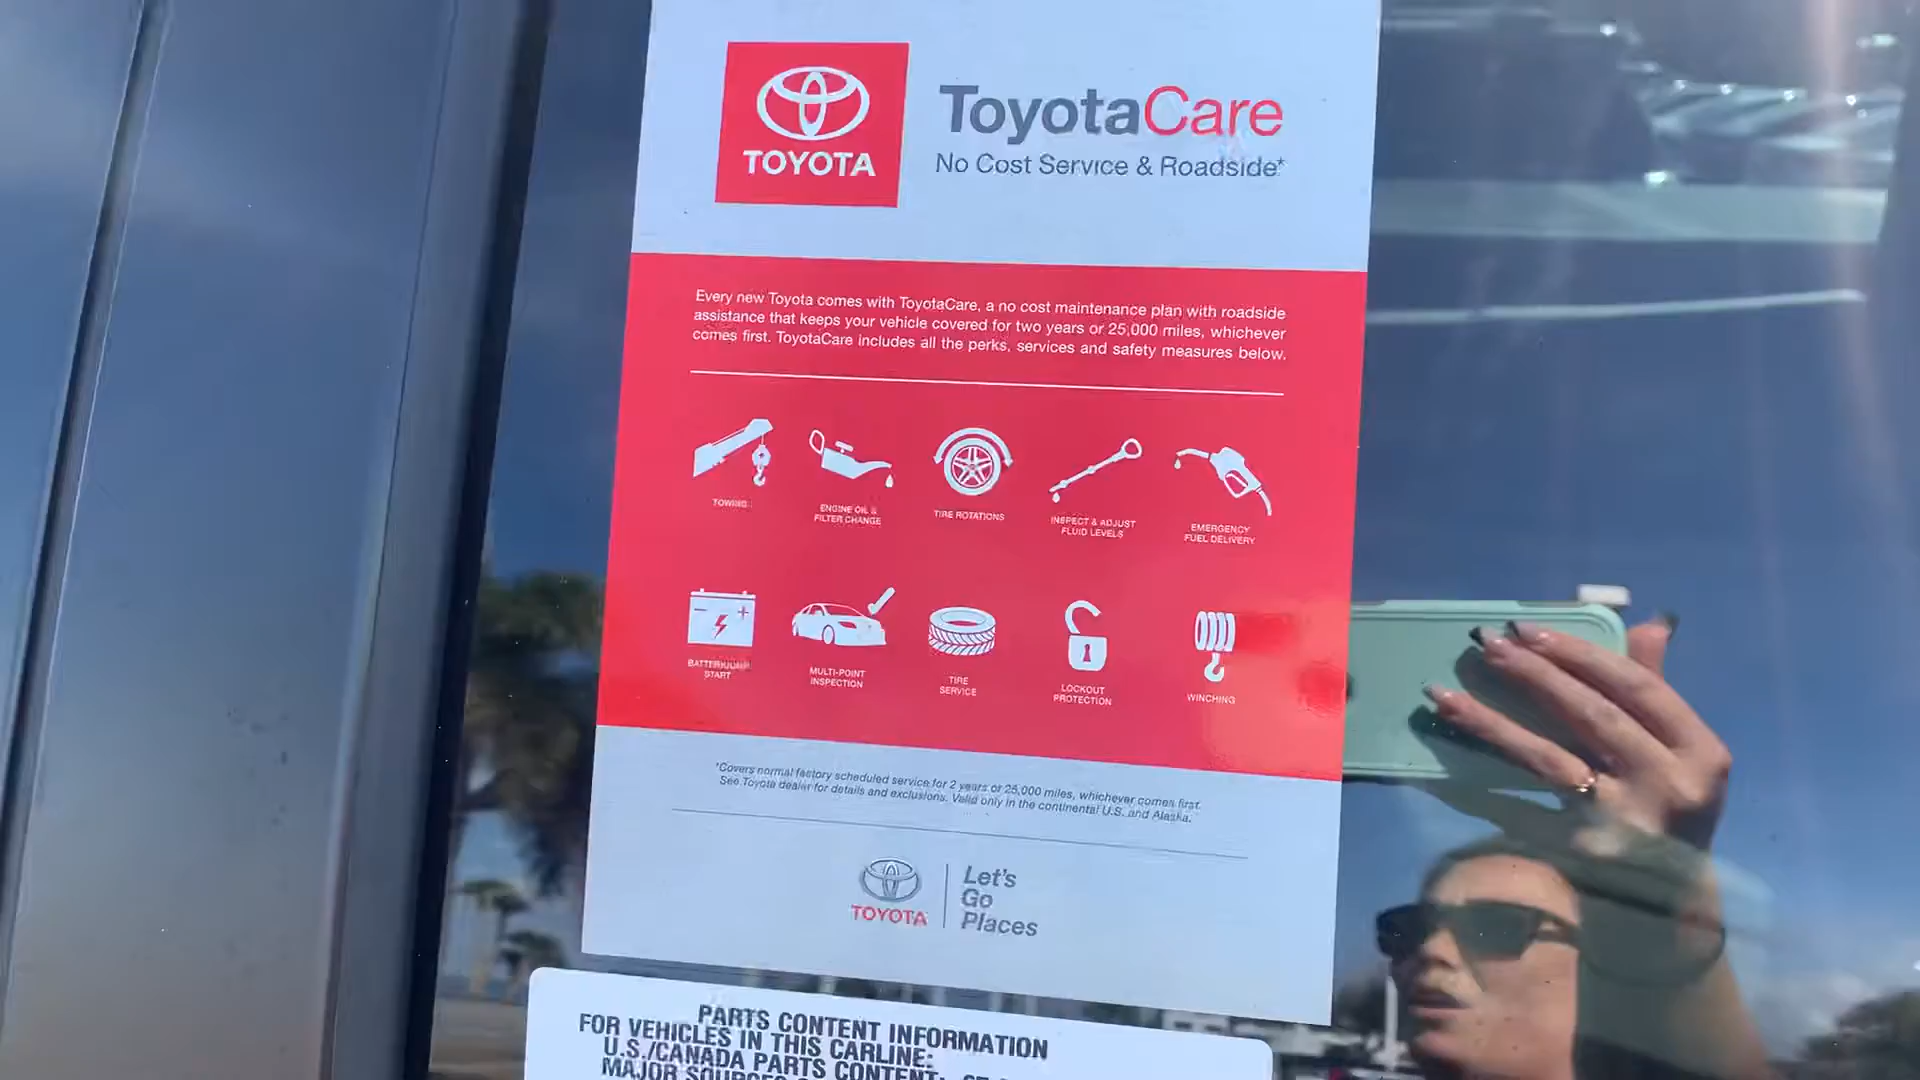 TOYOTA
ToyotaCare
No Cost Service & Roadside*
Every new Toyota comes with ToyotaCare, a no cost maintenance plan with roadside
assistance that keeps your vehicle covered for two years or 25,000 miles, whichever
comes first. ToyotaCare includes all the perks, services and safety measures below.
TOWING
ENGINE OIL &
FILTER CHANGE
TIRE ROTATIONS
INSPECT & ADJUST
FLUID LEVELS
EMERGENCY
FUEL DELIVERY
START
MULTI-POINT
INSPECTION
TIRE
SERVICE
LOCKOUT
PROTECTION
WINCHING
*Covers normal factory scheduled service for 2 years or 25,000 miles, whichever comes first.
See Toyota dealer for details and exclusions. Valid only in the continental U.S. and Alaska.
TOYOTA
Let's
Go
Places
PARTS CONTENT INFORMATION
FOR VEHICLES IN THIS CARLINE:
U.S./CANADA PARTS CONTENT:
MAJOR